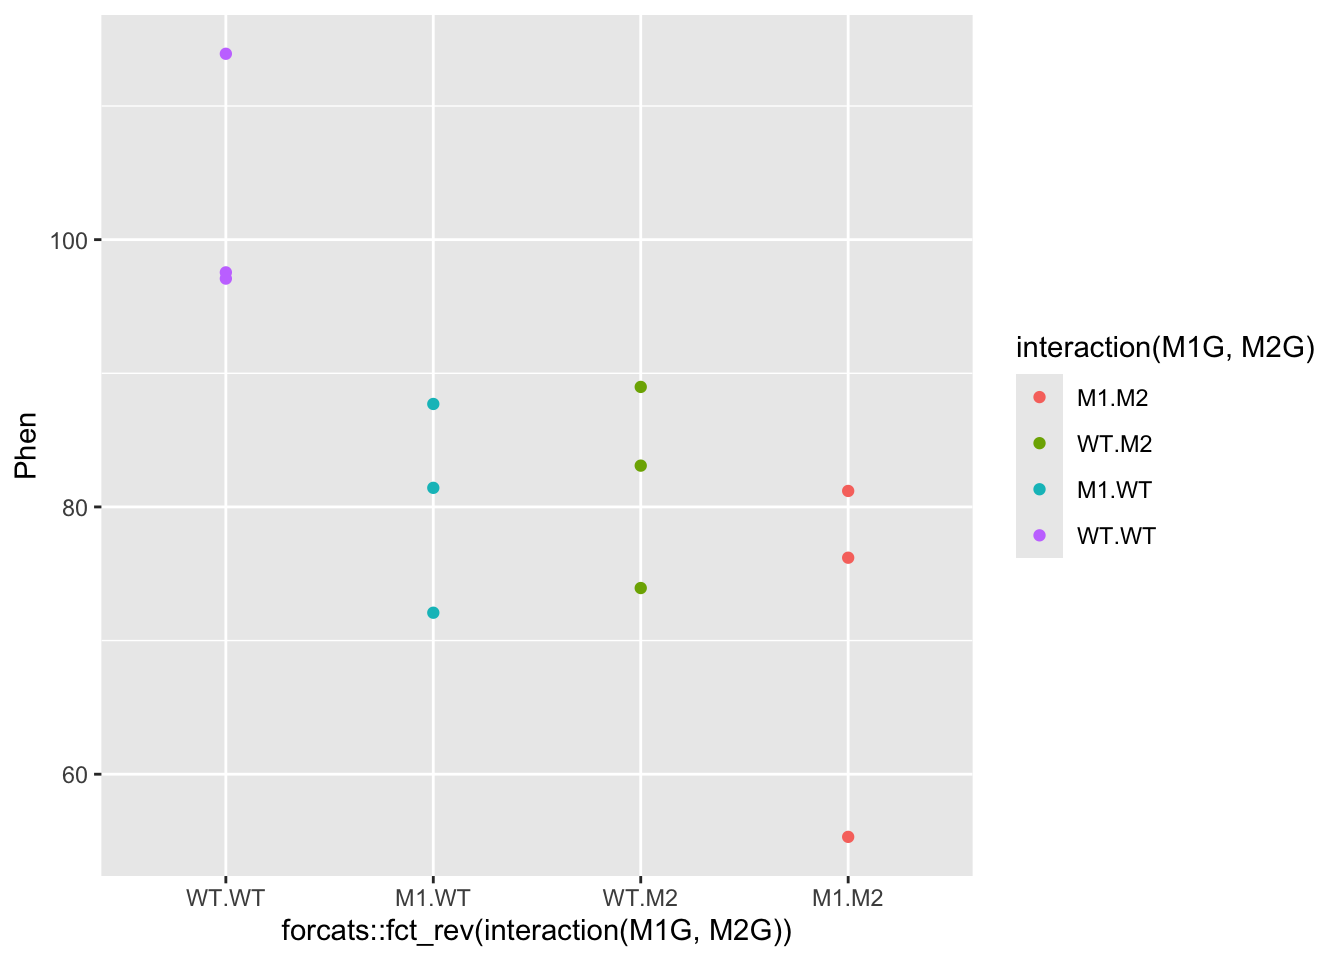 Phen
100
80
60
WT.WT
M1.WT
WT.M2
M1.M2
forcats::fct_rev(interaction(M1G, M2G))
interaction(M1G, M2G)
M1.M2
WT.M2
M1.WT
WT.WT